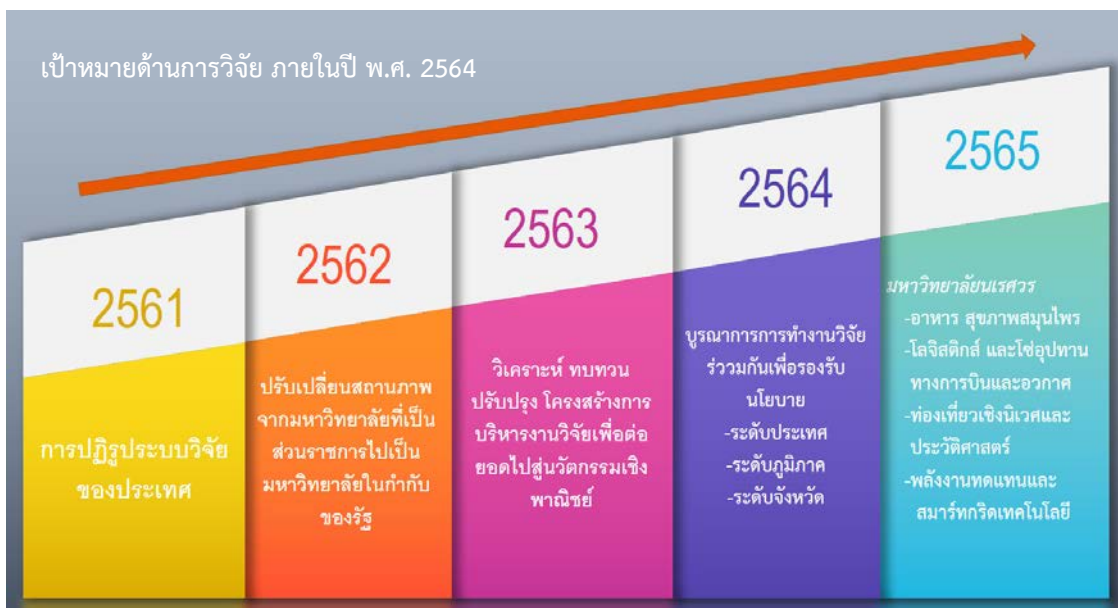 เป้าหมายด้านการวิจัย ภายในปี พ.ศ. 2564
2561
การปฏิรูประบบวิจัย
ของประเทศ
2562
ปรับเปลี่ยนสถานภาพ
จากมหาวิทยาลัยที่เป็น
ส่วนราชการไปเป็น
มหาวิทยาลัยในกำกับ
ของรัฐ
2563
วิเคราะห์ ทบทวน
ปรับปรุง โครงสร้างการ
บริหารงานวิจัยเพื่อต่อ
ยอดไปสู่นวัตกรรมเชิง
พาณิชย์
2564
บูรณาการการทำงานวิจัย
ร่ววมกันเพื่อรองรับ
นโยบาย
-ระดับประเทศ
-ระดับภูมิภาค
-ระดับจังหวัด
2565
มหาวิทยาลัยนเรศวร
-อาหาร สุขภาพสมุนไพร
-โลจิสติกส์ และโซ่อุปทาน
ทางการบินและอวกาศ
-ท่องเที่ยวเชิงนิเวศและ
ประวัติศาสตร์
-พลังงานทดแทนและ
สมาร์ทกริดเทคโนโลยี